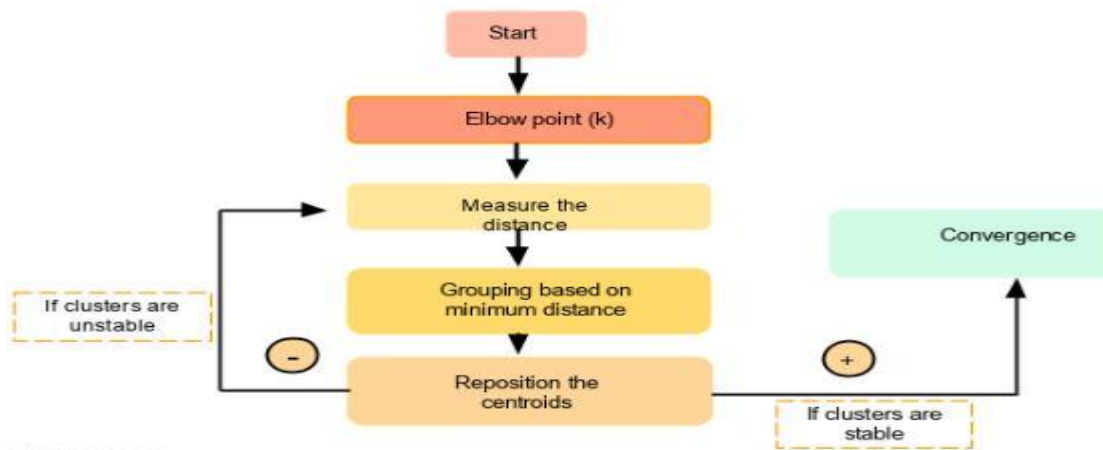 Start
Elbow point (k)
Measure the
distance
Convergence
Grouping based on
minimum distance
If clusters are
unstable
-
+
Reposition the
centroids
If clusters are
stable